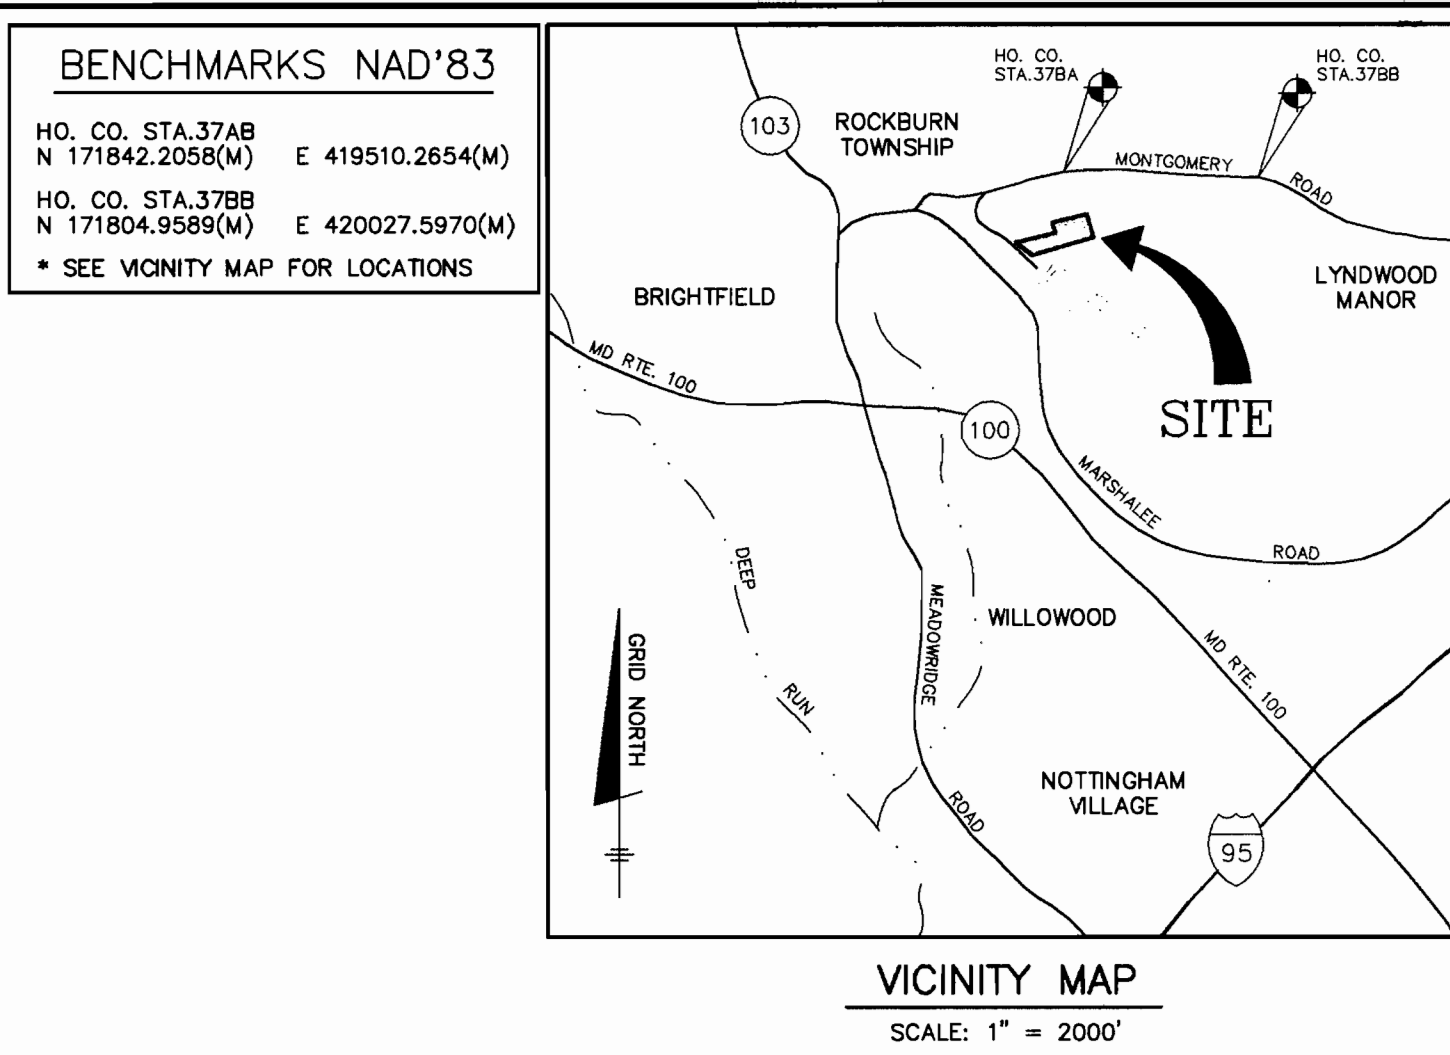 BENCHMARKS NAD'83
HO. CO. STA.37AB
N 171842.2058(M) E 419510.2654(M)
HO. CO. STA.37BB
N 171804.9589(M) E 420027.5970(M)
* SEE VICINITY MAP FOR LOCATIONS
HO. CO.
STA.37BA
HO. CO.
STA.37BB
103
ROCKBURN
TOWNSHIP
MONTGOMERY
ROAD
LYNDWOOD
MANOR
BRIGHTFIELD
MD RTE. 100
SITE
100
MARSHALEE
ROAD
DEEP
RUN
MEADOWRIDGE
ROAD
WILLOWOOD
MD RTE. 100
GRID NORTH
NOTTINGHAM
VILLAGE
95
VICINITY MAP
SCALE: 1" = 2000'